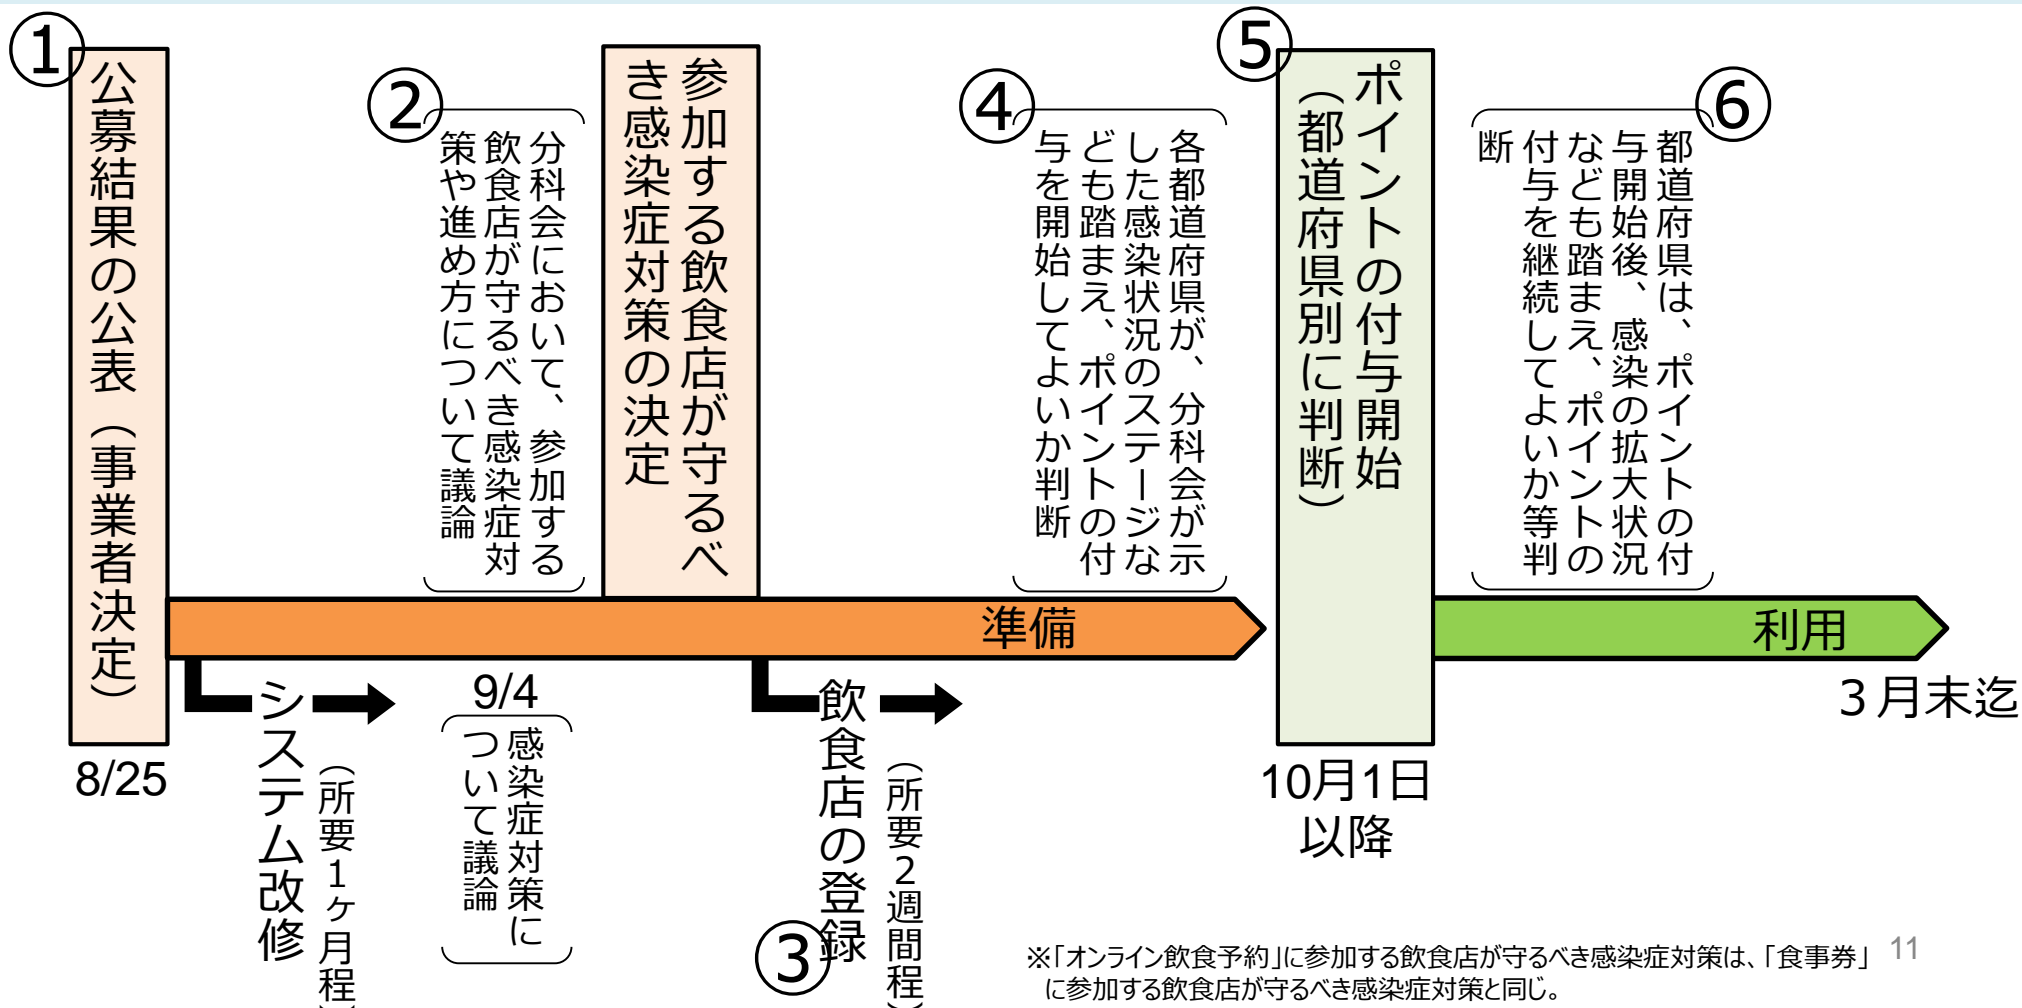 ①
公募結果の公表（事業者決定）
8/25
システム改修
（所要１ヶ月程
②
分科会において、参加する
飲食店が守るべき感染症対
策や進め方について議論
9/4
感染症対策に
ついて議論
参加する飲食店が守るべ
き感染症対策の決定
③
飲食店の登録
（所要２週間程
④
各都道府県が、分科会が示
した感染状況のステージな
ども踏まえ、ポイントの付
与を開始してよいか判断
準備
⑤
ポイントの付与開始
（都道府県別に判断）
10月1日
以降
⑥
都道府県は、ポイントの付
与開始後、感染の拡大状況
なども踏まえ、ポイントの
付与を継続してよいか等判
断
利用
３月末迄
※「オンライン飲食予約」に参加する飲食店が守るべき感染症対策は、「食事券」
に参加する飲食店が守るべき感染症対策と同じ。
11